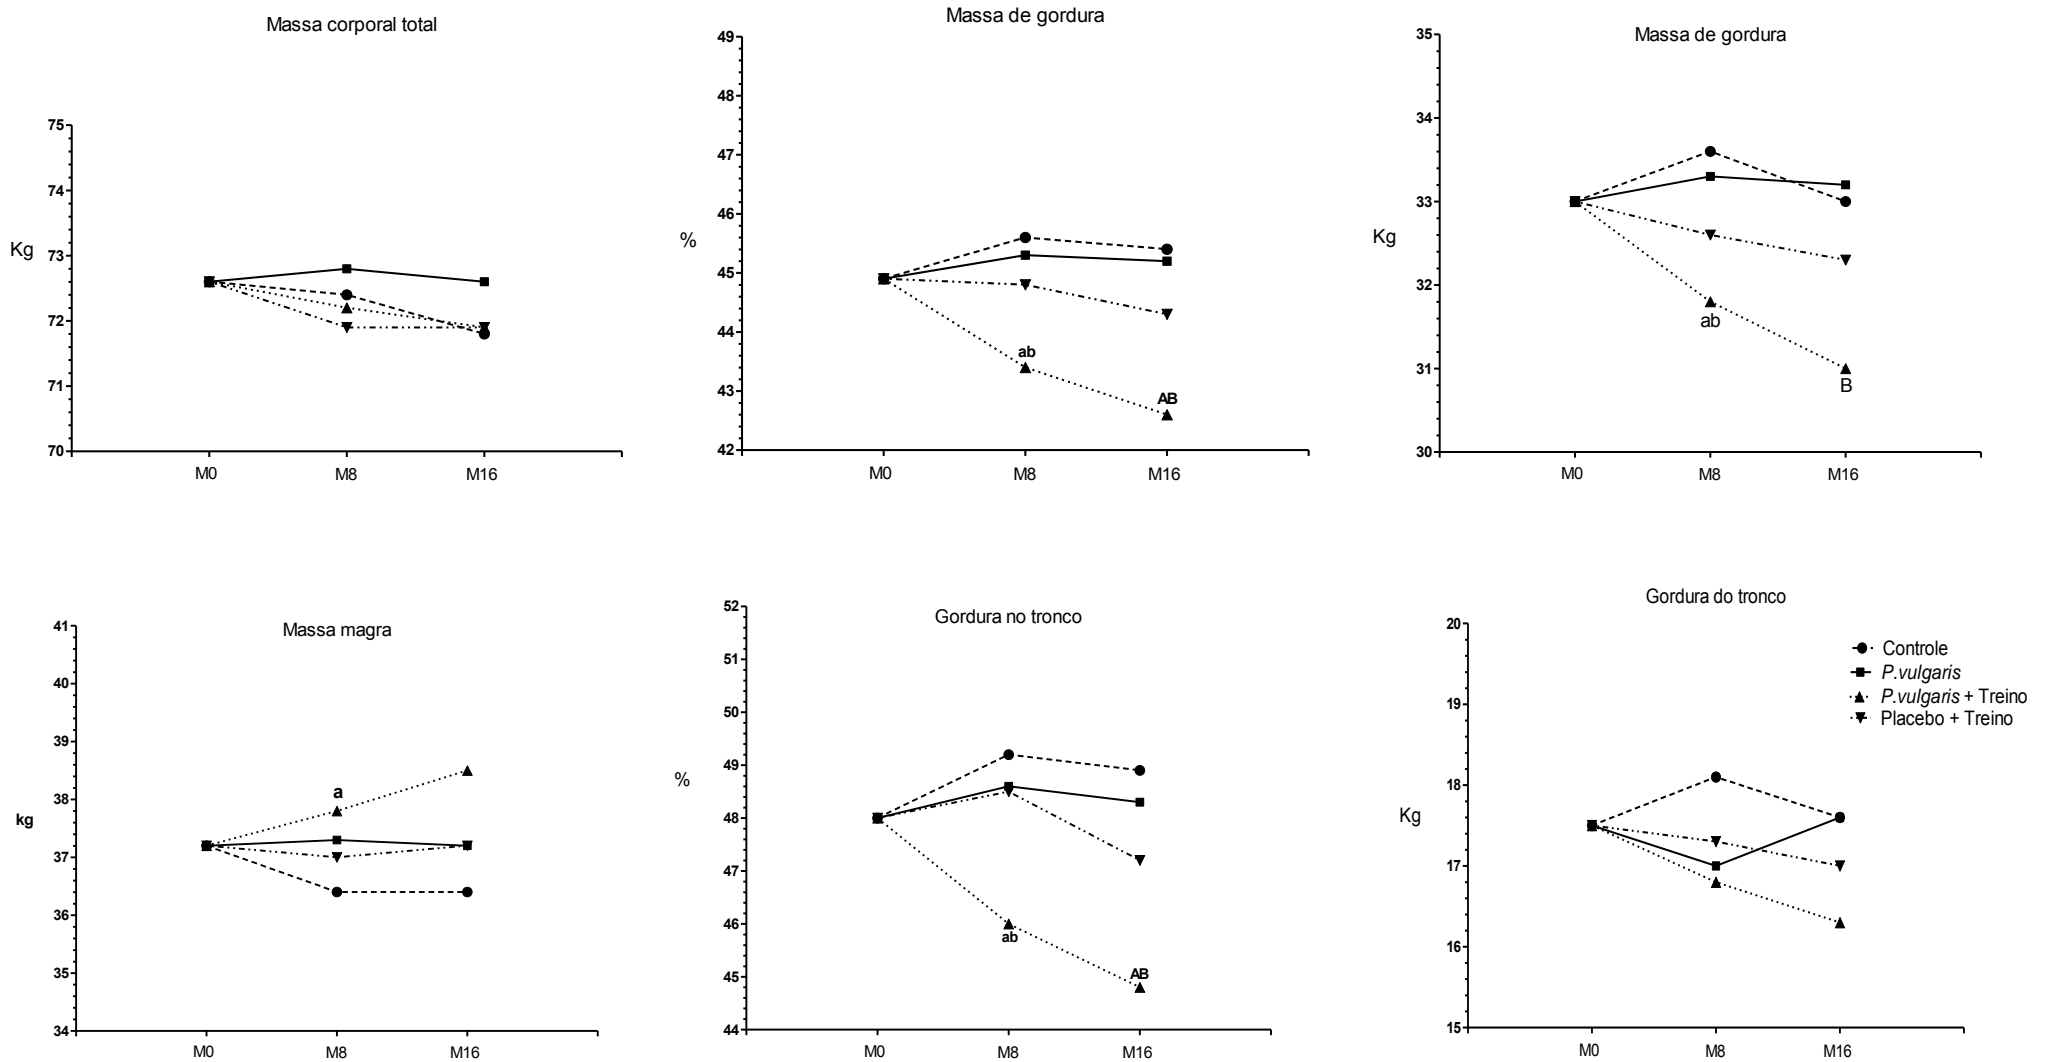 Massa corporal total
75
74
73
72
71
70
Kg
M0 M8 M16
Massa de gordura
49
48
47
46
45
44
43
42
%
ab
AB
M0 M8 M16
Massa de gordura
35
34
33
32
31
30
Kg
ab
B
M0 M8 M16
Massa magra
41
40
39
38
37
36
35
34
kg
a
M0 M8 M16
Gordura no tronco
52
51
50
49
48
47
46
45
44
%
ab
AB
M0 M8 M16
Gordura do tronco
20
19
18
17
16
15
Kg
M0 M8 M16
Controle
P.vulgaris
P.vulgaris + Treino
Placebo + Treino